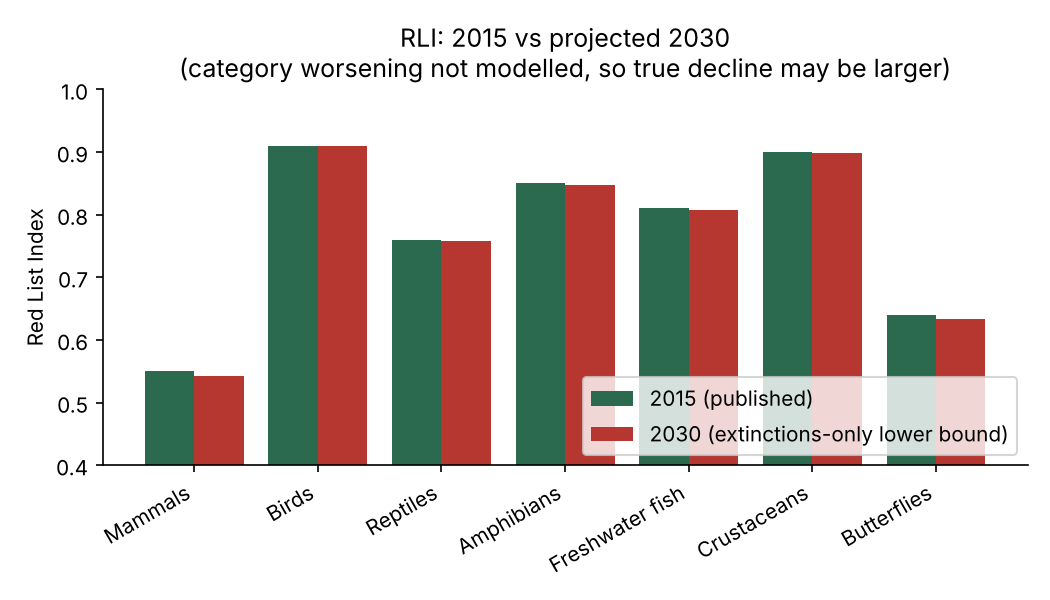 RLI: 2015 vs projected 2030
(category worsening not modelled, so true decline may be larger)
Red List Index
1.0
0.9
0.8
0.7
0.6
0.5
0.4
2015 (published)
2030 (extinctions-only lower bound)
Mammals
Birds
Reptiles
Amphibians
Freshwater fish
Crustaceans
Butterflies